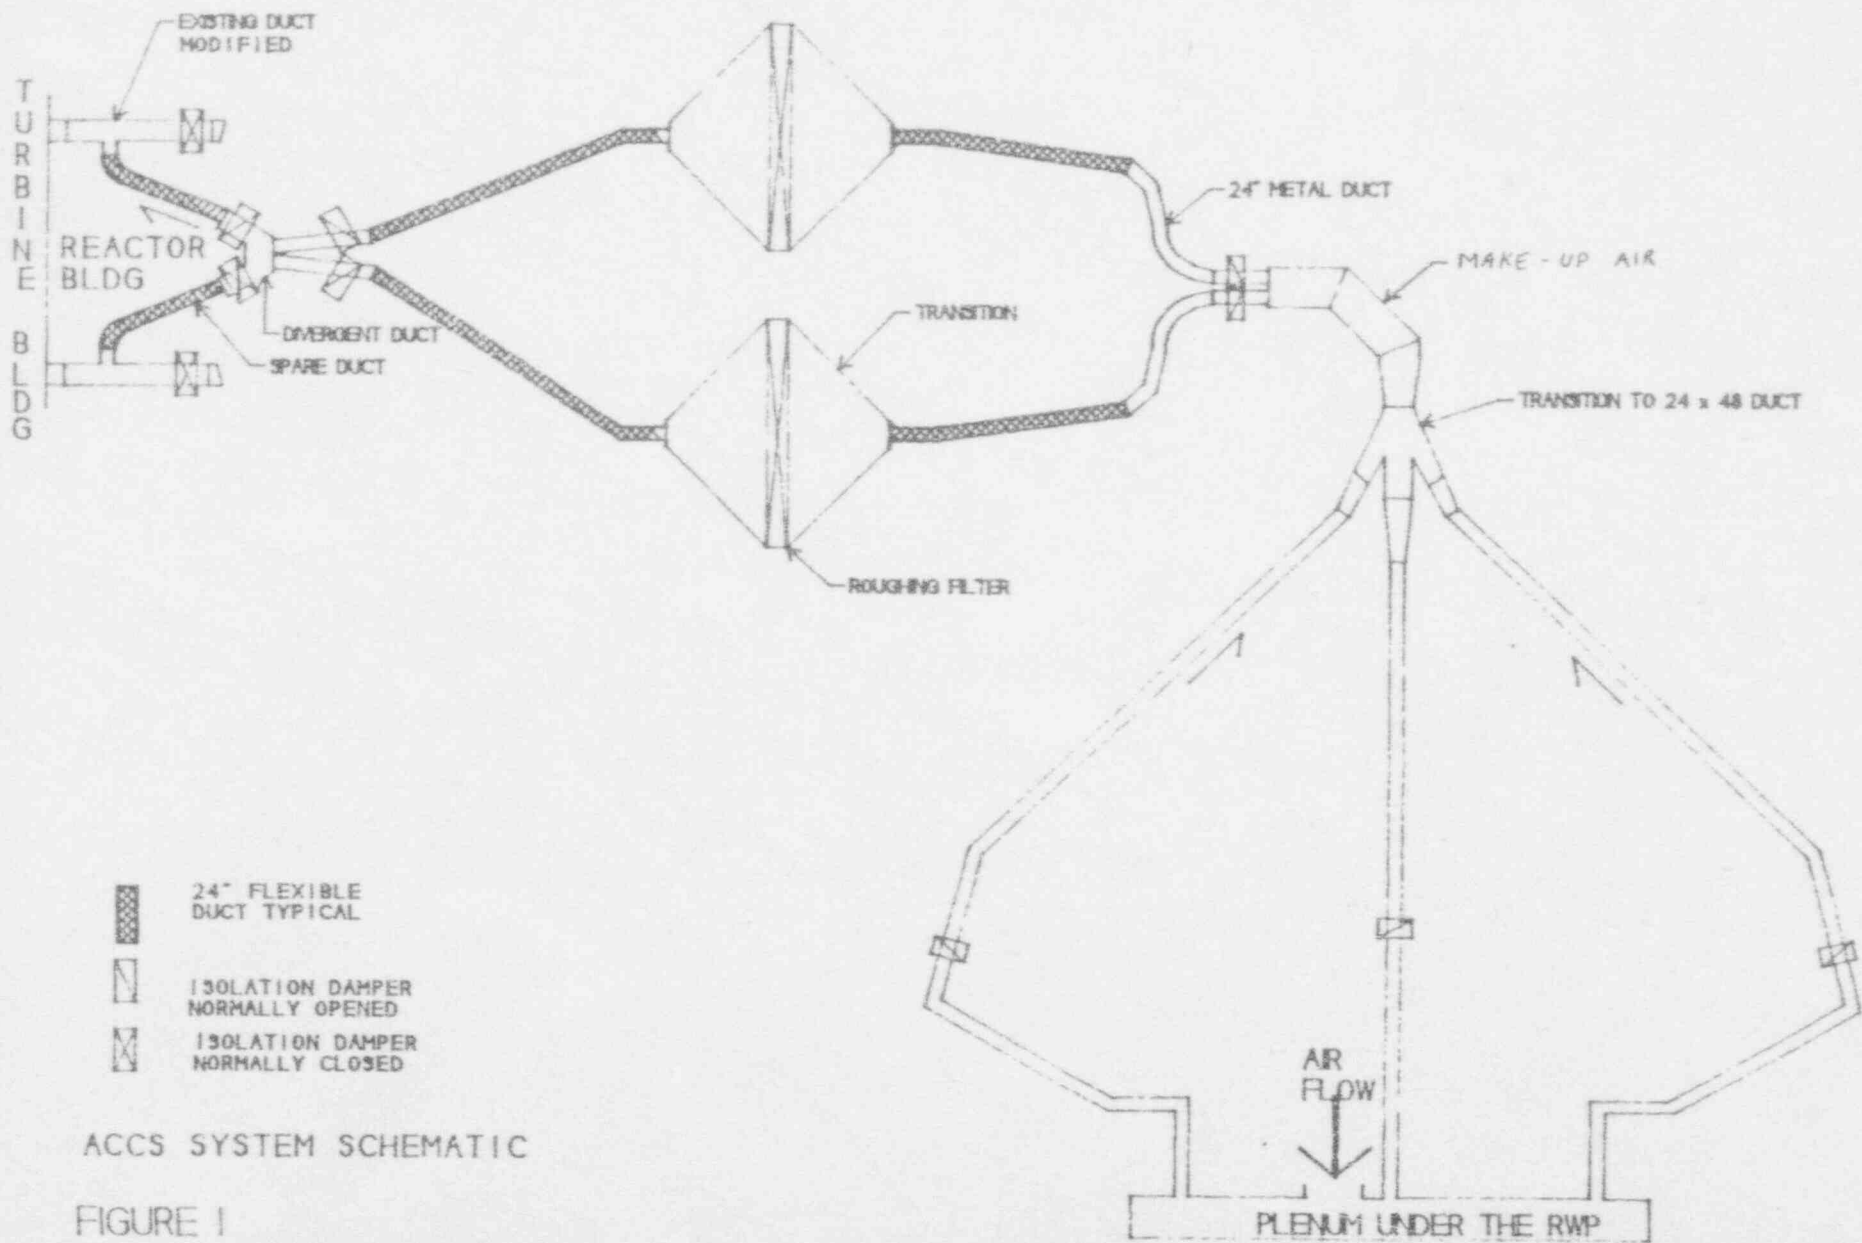 EXISTING DUCT
MODIFIED
TURBINE BLDG
REACTOR
BLDG
DIVERGENT DUCT
SPARE DUCT
24" METAL DUCT
MAKE-UP AIR
TRANSITION
TRANSITION TO 24 x 48 DUCT
ROUGHING FILTER
24" FLEXIBLE
DUCT TYPICAL
ISOLATION DAMPER
NORMALLY OPENED
ISOLATION DAMPER
NORMALLY CLOSED
AIR
FLOW
ACCS SYSTEM SCHEMATIC
FIGURE 1
PLENUM UNDER THE RWP